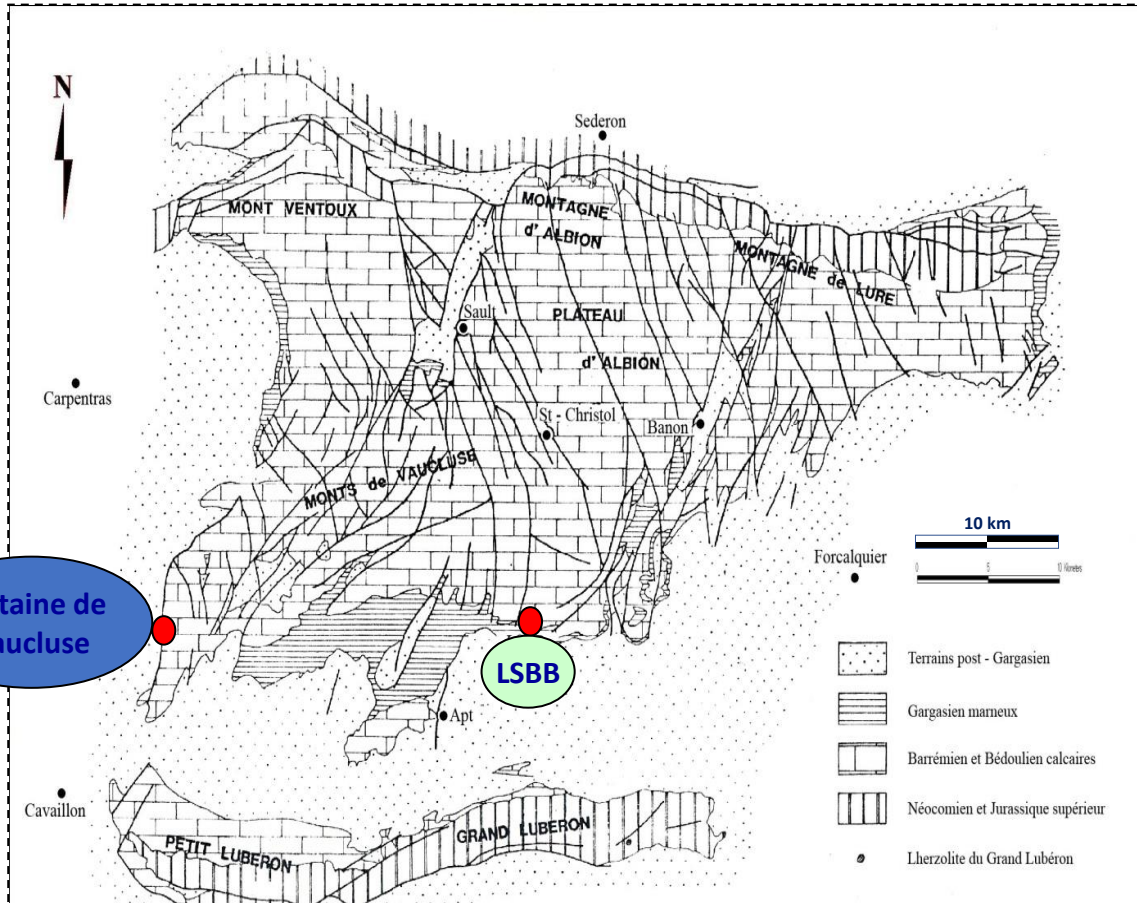 N
Sederon
MONT VENTOUX
MONTAGNE
d' ALBION
MONTAGNE de LURE
Sault
PLATEAU
d' ALBION
Carpentras
St - Christol
Banon
MONTS de VAUCLUSE
10 km
Forcalquier
0 5 10
taine de
aucluse
LSBB
Terrains post - Gargasien
Gargasien marneux
Apt
Barrémien et Bédoulien calcaires
Cavaillon
Néocomien et Jurassique supérieur
PETIT LUBERON
GRAND LUBERON
Lherzolite du Grand Lubéron